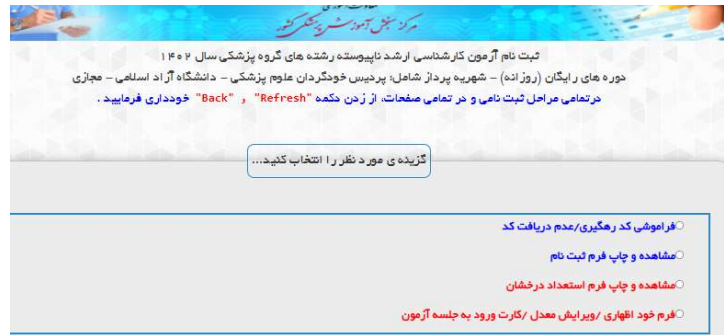 مرکز سنجش آموزش پزشکی کشور
ثبت نام آزمون کارشناسی ارشد ناپیوسته رشته های گروه پزشکی سال ۱۴۰۲
دوره های رایگان (روزانه) – شهریه پرداز شامل: پردیس خودگردان علوم پزشکی – دانشگاه آزاد اسلامی – مجازی
درتمامی مراحل ثبت نامی و در تمامی صفحات، از زدن دکمه "Refresh" , "Back" خودداری فرمایید .
گزینه ی مورد نظر را انتخاب کنید...
فراموشی کد رهگیری/عدم دریافت کد
مشاهده و چاپ فرم ثبت نام
مشاهده و چاپ فرم استعداد درخشان
فرم خود اظهاری /ویرایش معدل /کارت ورود به جلسه آزمون